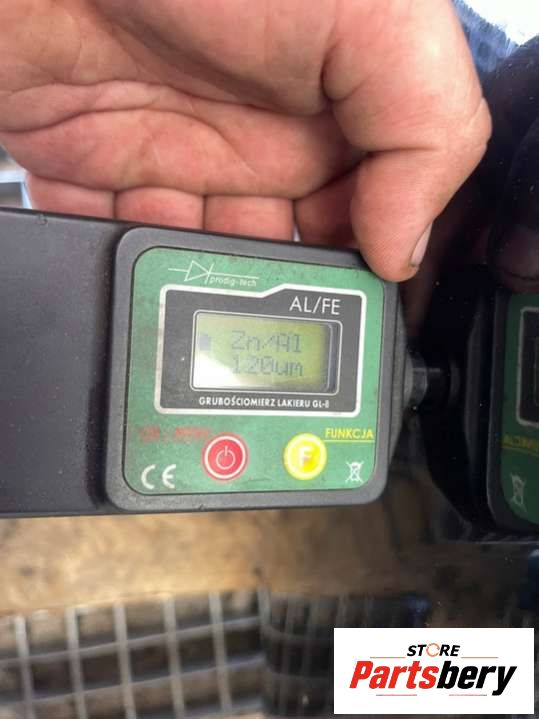 prodig-tech
AL/FE
Zn/Al
120um
GRUBOŚCIOMIERZ LAKIERU GL-8
FUNKCJA
F
CE
STORE
Partsbery